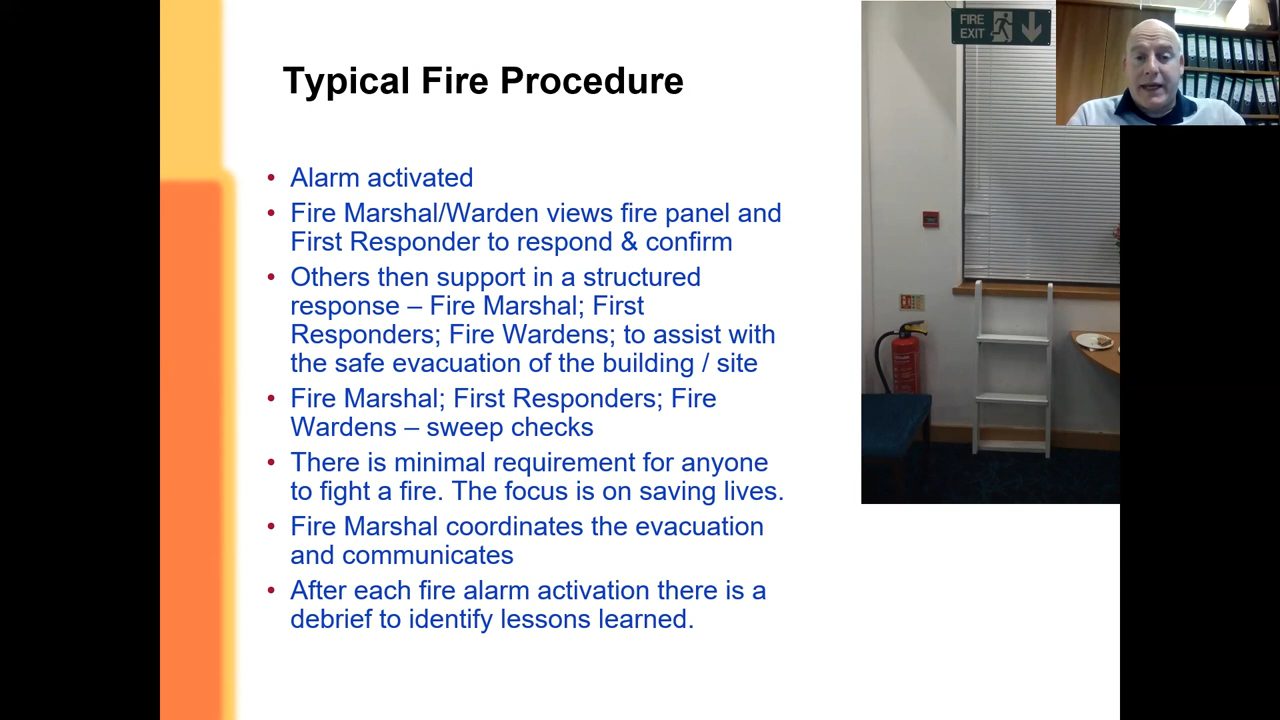 Typical Fire Procedure
• Alarm activated
• Fire Marshal/Warden views fire panel and
First Responder to respond & confirm
• Others then support in a structured
response – Fire Marshal; First
Responders; Fire Wardens; to assist with
the safe evacuation of the building / site
• Fire Marshal; First Responders; Fire
Wardens – sweep checks
• There is minimal requirement for anyone
to fight a fire. The focus is on saving lives.
• Fire Marshal coordinates the evacuation
and communicates
• After each fire alarm activation there is a
debrief to identify lessons learned.
FIRE
EXIT